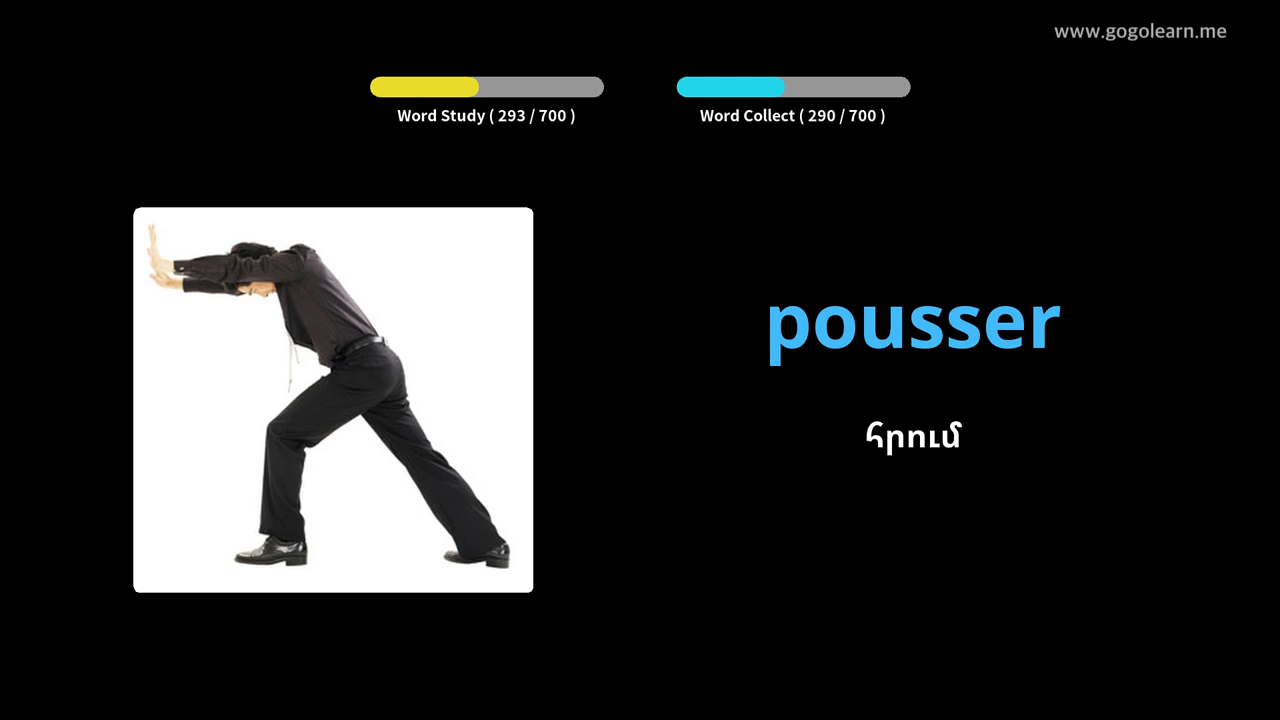 www.gogolearn.me
Word Study ( 293 / 700 )
Word Collect ( 290 / 700 )
pousser
հրում